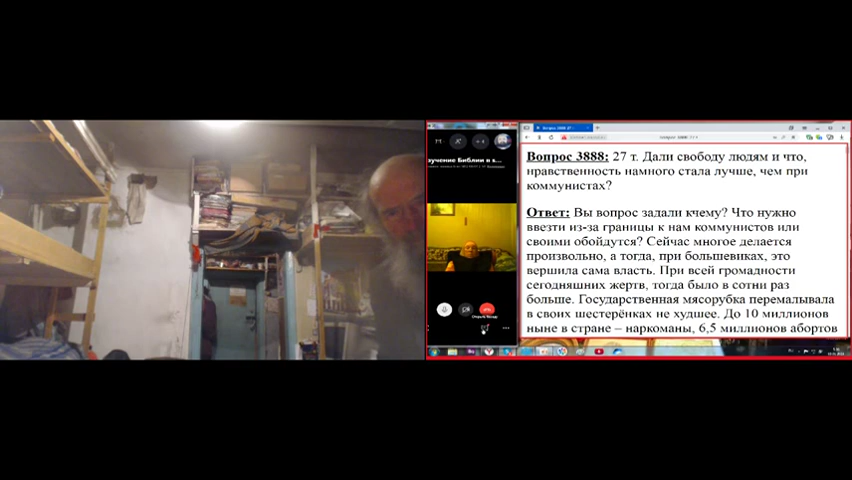 зучение Библии в к...
Вопрос 3888: 27 т. Дали свободу людям и что,
нравственность намного стала лучше, чем при
коммунистах?
Ответ: Вы вопрос задали кчему? Что нужно
ввезти из-за границы к нам коммунистов или
своими обойдутся? Сейчас многое делается
произвольно, а тогда, при большевиках, это
вершила сама власть. При всей громадности
сегодняшних жертв, тогда было в сотни раз
больше. Государственная мясорубка перемалывала
в своих шестерёнках не худшее. До 10 миллионов
ныне в стране – наркоманы, 6,5 миллионов абортов